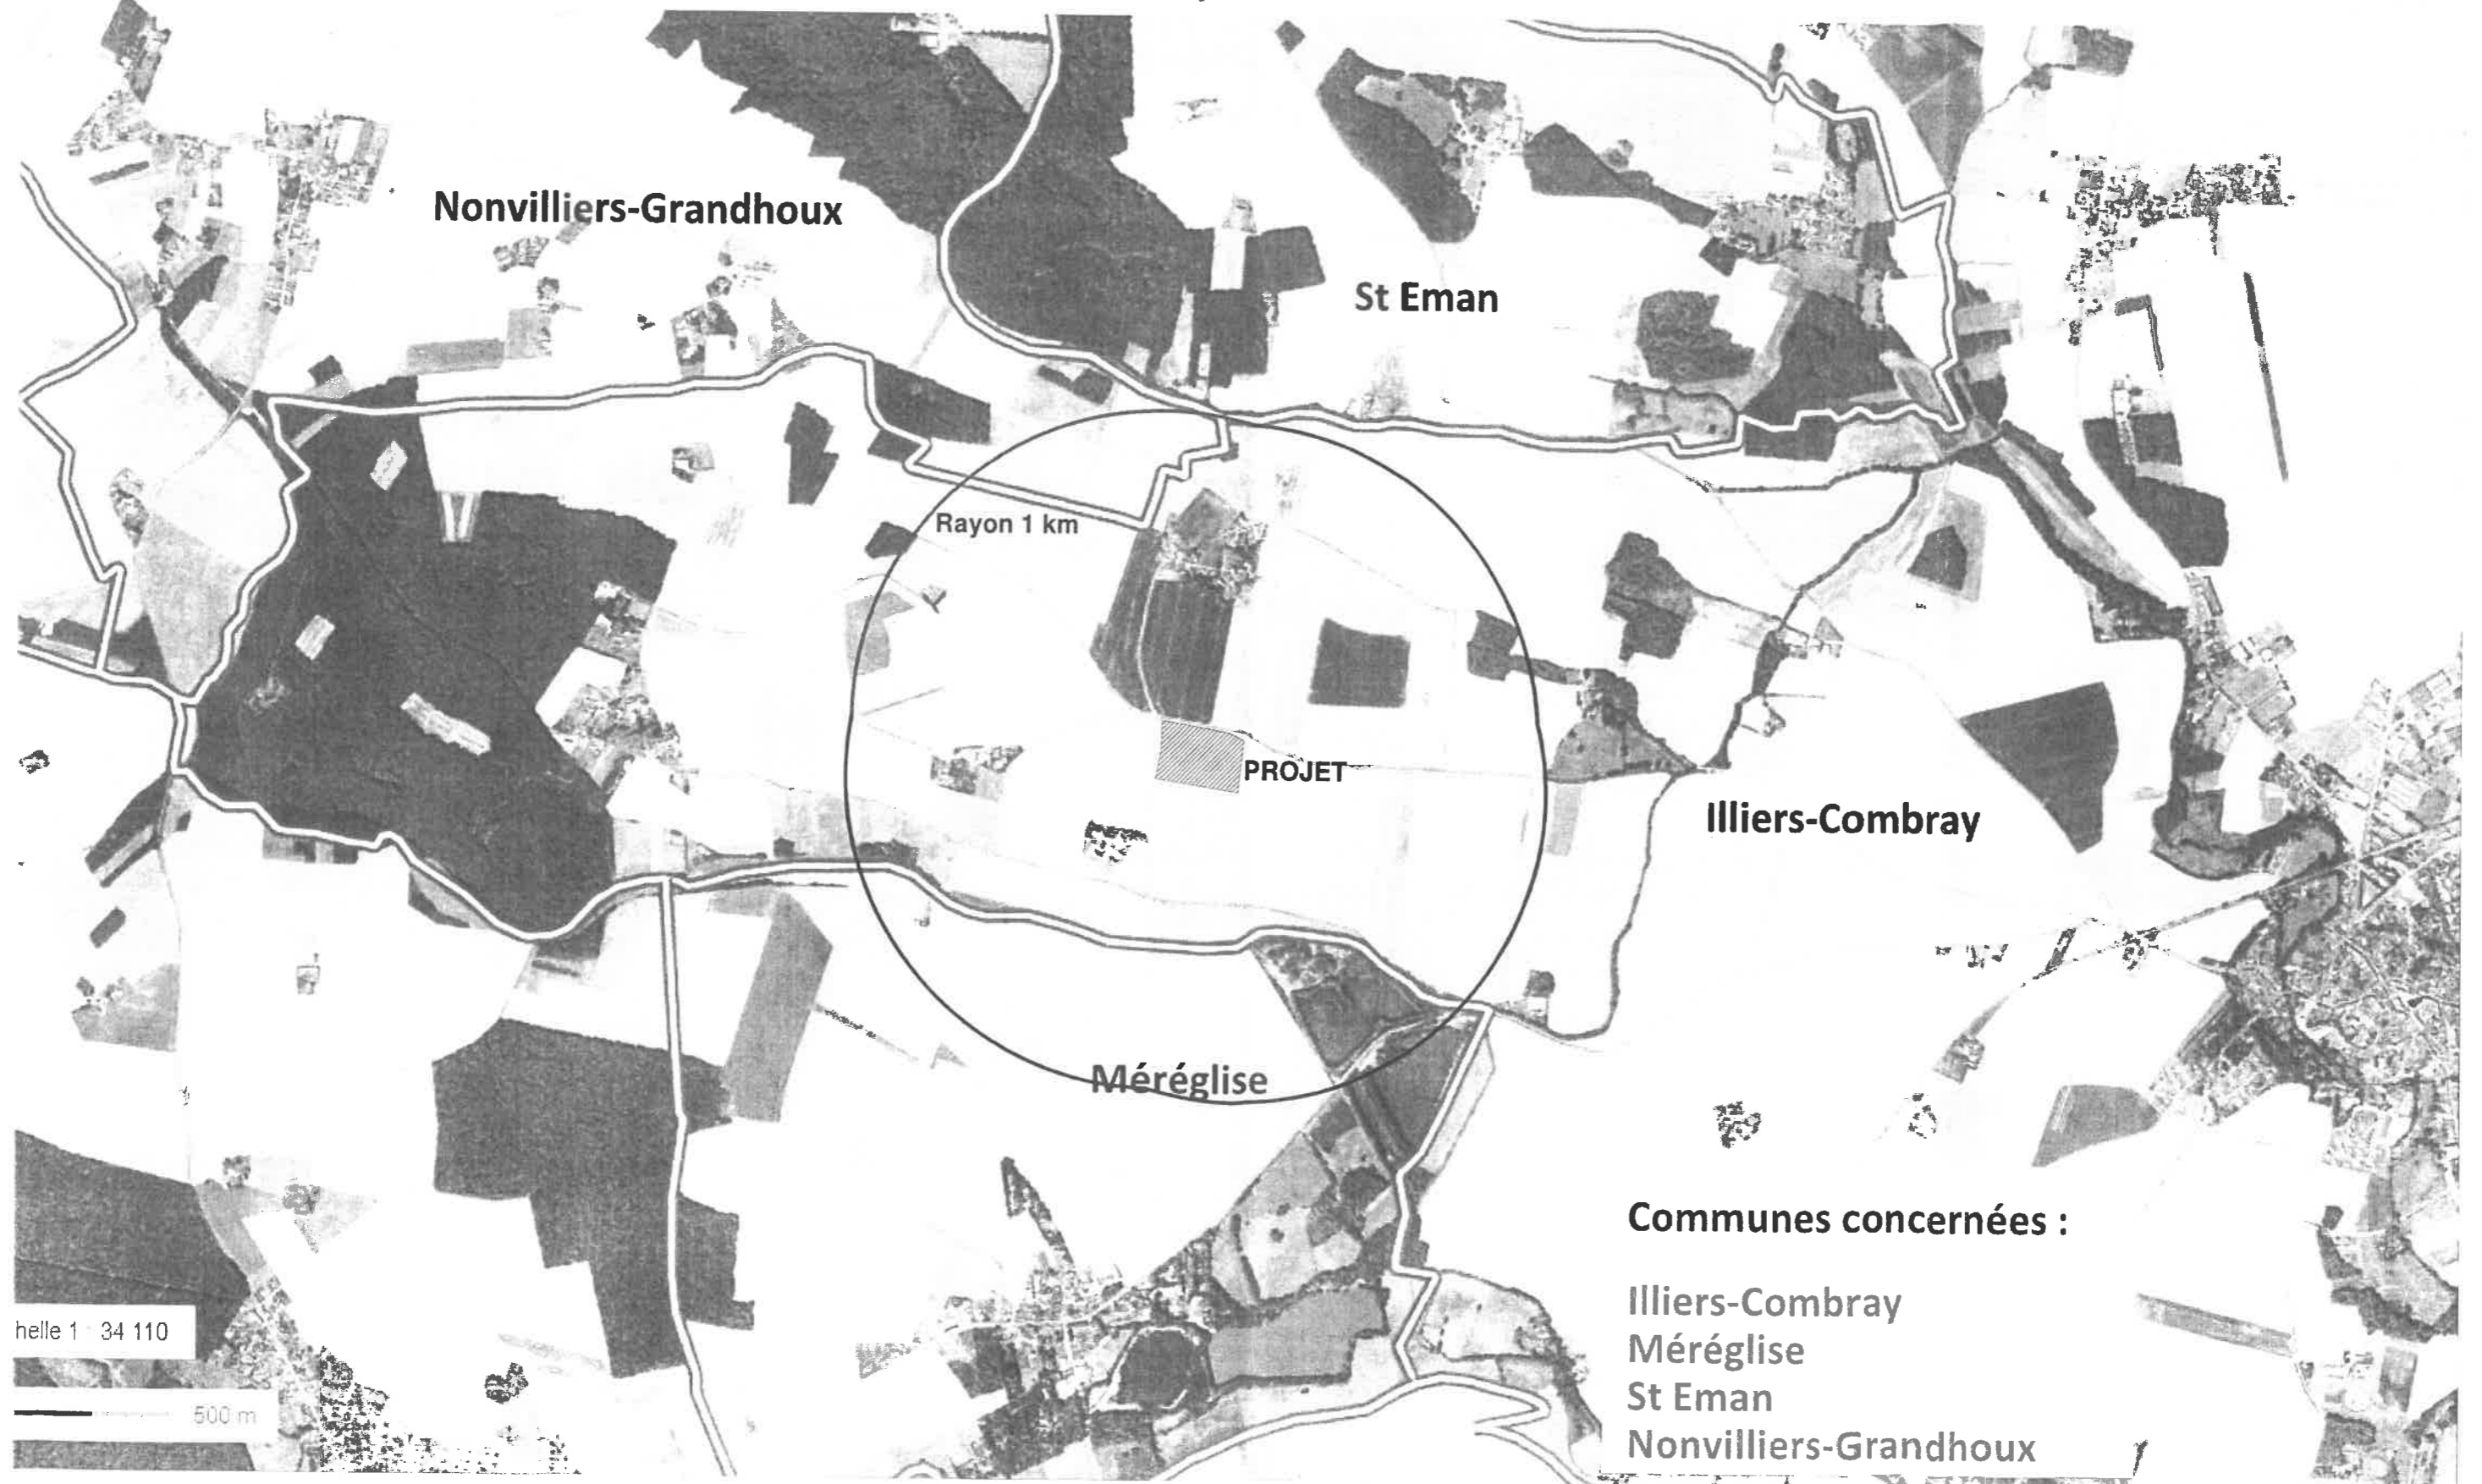 Nonvilliers-Grandhoux
St Eman
Rayon 1 km
PROJET
Illiers-Combray
Méréglise
Communes concernées :
Illiers-Combray
Méréglise
St Eman
Nonvilliers-Grandhoux
helle 1 : 34 110
500 m